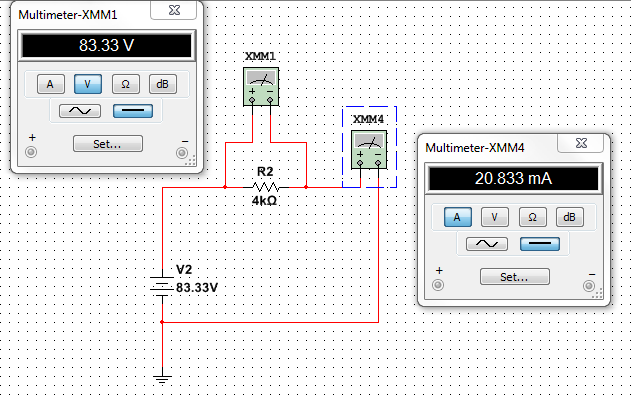 Multimeter-XMM1
83.33 V
A V Ω dB
+ Set... −
XMM1
+ −
XMM4
+ −
R2
4kΩ
V2
83.33V
Multimeter-XMM4
20.833 mA
A V Ω dB
+ Set... −